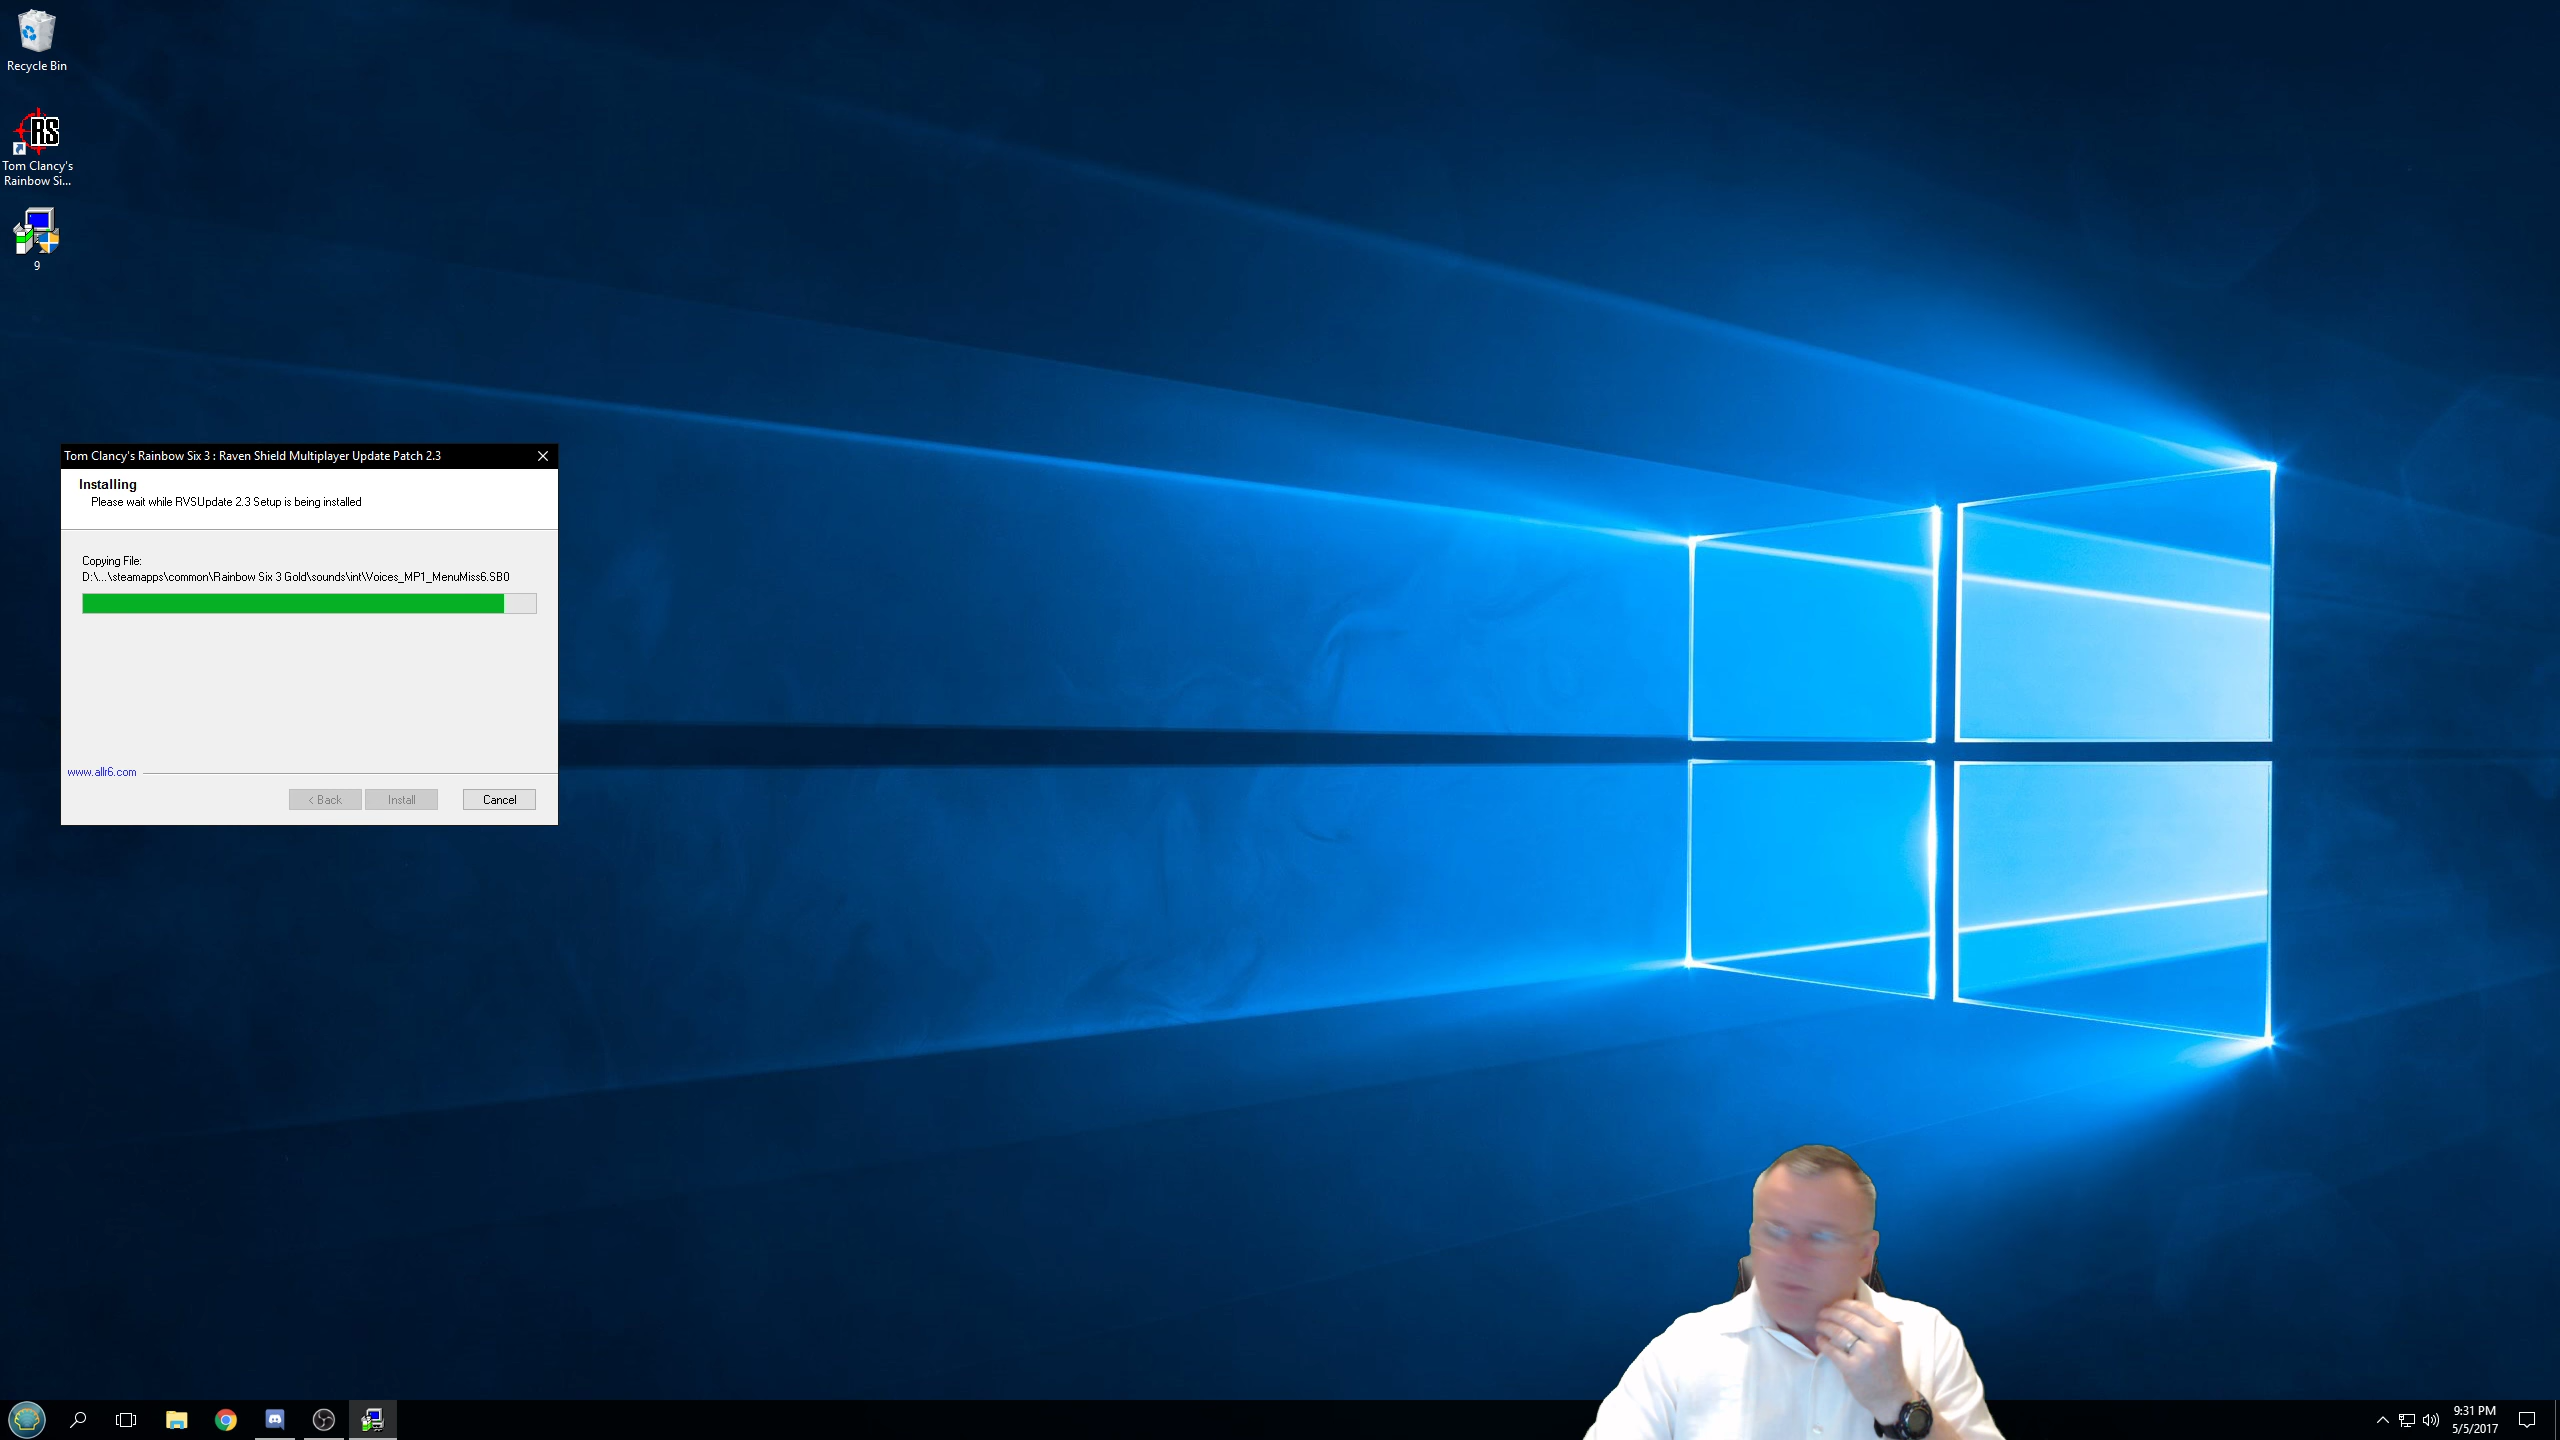 Recycle Bin
RS
Tom Clancy's
Rainbow Si...
9
Tom Clancy's Rainbow Six 3 : Raven Shield Multiplayer Update Patch 2.3
Installing
Please wait while RVSUpdate 2.3 Setup is being installed
Copying File:
D:\...\steamapps\common\Rainbow Six 3 Gold\sounds\int\Voices_MP1_MenuMiss6.SB0
www.allr6.com
< Back Install Cancel
9:31 PM
5/5/2017